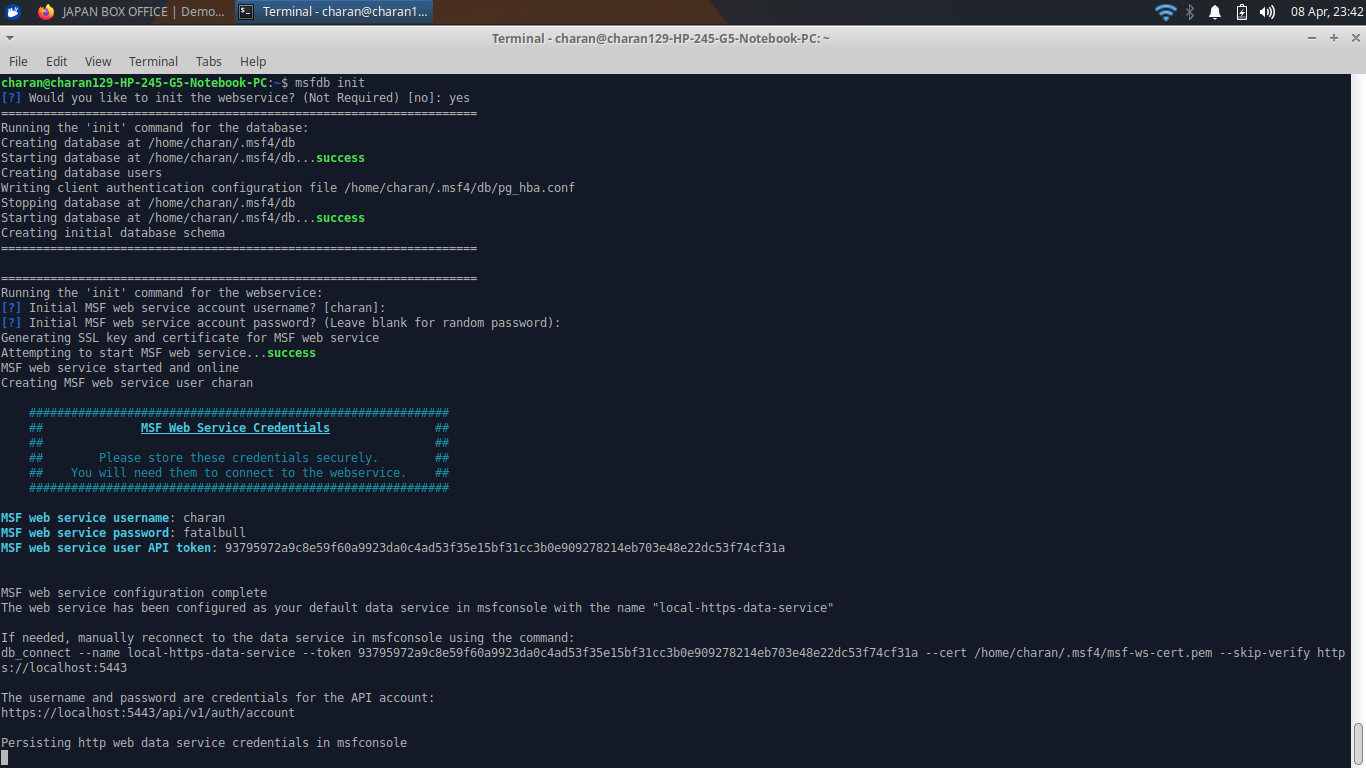 JAPAN BOX OFFICE | Demo... Terminal - charan@charan1... 08 Apr, 23:42
Terminal - charan@charan129-HP-245-G5-Notebook-PC: ~
File Edit View Terminal Tabs Help
charan@charan129-HP-245-G5-Notebook-PC:~$ msfdb init
[?] Would you like to init the webservice? (Not Required) [no]: yes
====================================================================
Running the 'init' command for the database:
Creating database at /home/charan/.msf4/db
Starting database at /home/charan/.msf4/db...success
Creating database users
Writing client authentication configuration file /home/charan/.msf4/db/pg_hba.conf
Stopping database at /home/charan/.msf4/db
Starting database at /home/charan/.msf4/db...success
Creating initial database schema
====================================================================
====================================================================
Running the 'init' command for the webservice:
[?] Initial MSF web service account username? [charan]:
[?] Initial MSF web service account password? (Leave blank for random password):
Generating SSL key and certificate for MSF web service
Attempting to start MSF web service...success
MSF web service started and online
Creating MSF web service user charan
############################################################
## MSF Web Service Credentials ##
## ##
## Please store these credentials securely. ##
## You will need them to connect to the webservice. ##
############################################################
MSF web service username: charan
MSF web service password: fatalbull
MSF web service user API token: 93795972a9c8e59f60a9923da0c4ad53f35e15bf31cc3b0e909278214eb703e48e22dc53f74cf31a
MSF web service configuration complete
The web service has been configured as your default data service in msfconsole with the name "local-https-data-service"
If needed, manually reconnect to the data service in msfconsole using the command:
db_connect --name local-https-data-service --token 93795972a9c8e59f60a9923da0c4ad53f35e15bf31cc3b0e909278214eb703e48e22dc53f74cf31a --cert /home/charan/.msf4/msf-ws-cert.pem --skip-verify http
s://localhost:5443
The username and password are credentials for the API account:
https://localhost:5443/api/v1/auth/account
Persisting http web data service credentials in msfconsole